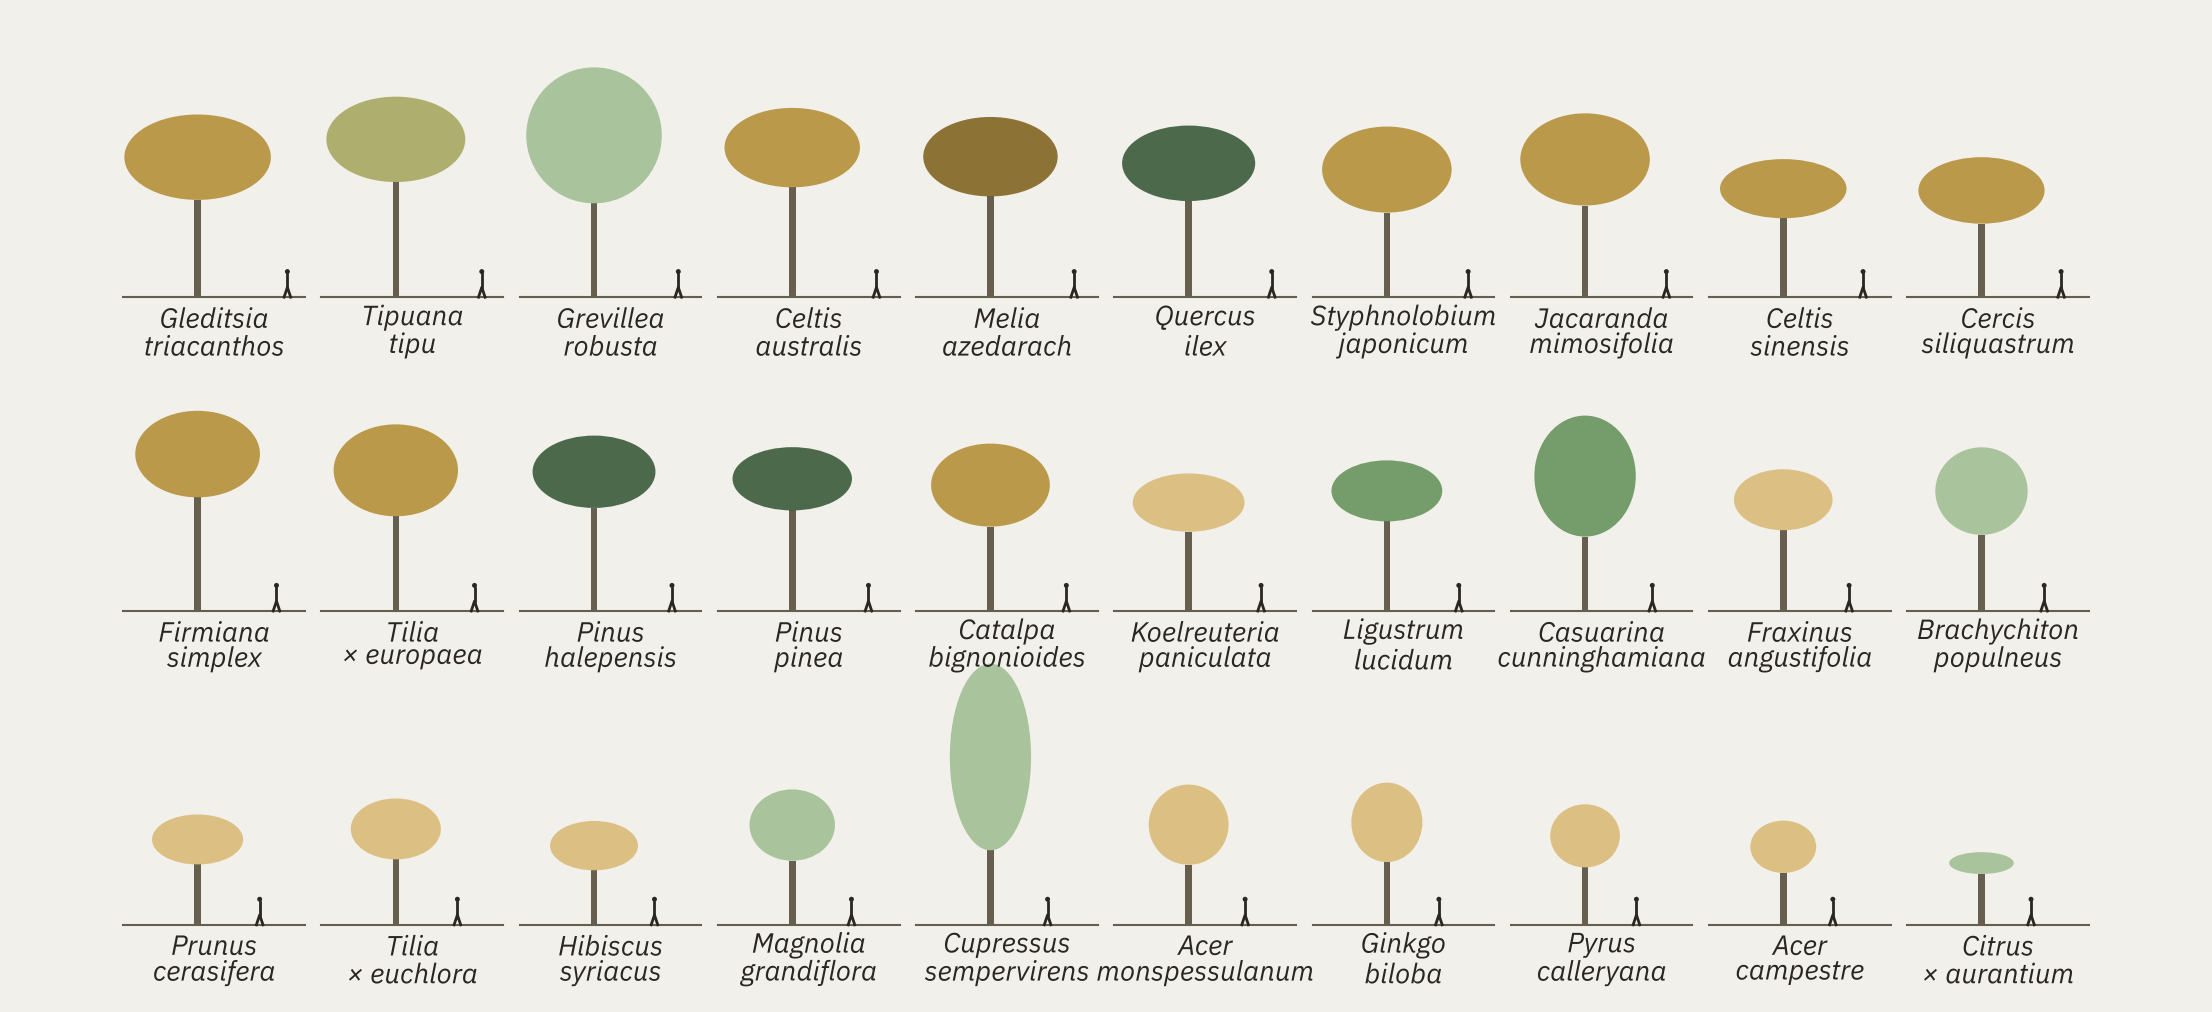 Gleditsia
triacanthos
Tipuana
tipu
Grevillea
robusta
Celtis
australis
Melia
azedarach
Quercus
ilex
Styphnolobium
japonicum
Jacaranda
mimosifolia
Celtis
sinensis
Cercis
siliquastrum
Firmiana
simplex
Tilia
× europaea
Pinus
halepensis
Pinus
pinea
Catalpa
bignonioides
Koelreuteria
paniculata
Ligustrum
lucidum
Casuarina
cunninghamiana
Fraxinus
angustifolia
Brachychiton
populneus
Prunus
cerasifera
Tilia
× euchlora
Hibiscus
syriacus
Magnolia
grandiflora
Cupressus
sempervirens
Acer
monspessulanum
Ginkgo
biloba
Pyrus
calleryana
Acer
campestre
Citrus
× aurantium